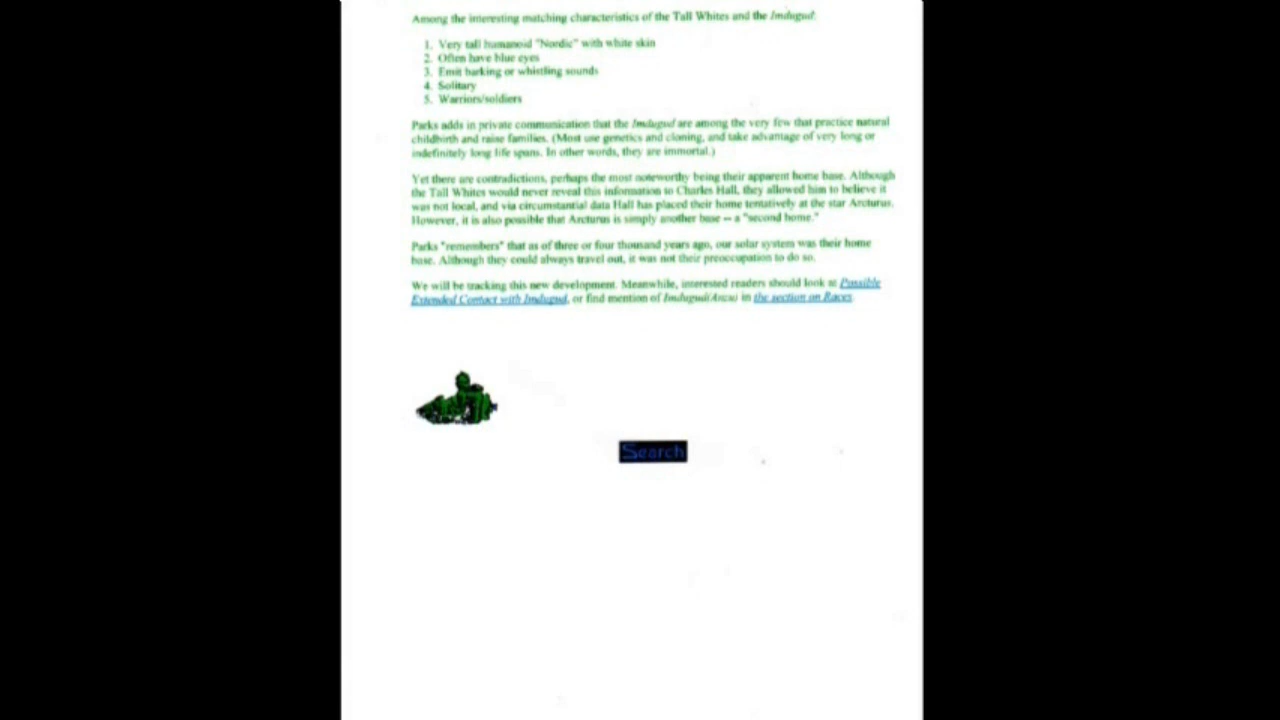 Among the interesting matching characteristics of the Tall Whites and the Imdugud:
1. Very tall humanoid "Nordic" with white skin
2. Often have blue eyes
3. Emit barking or whistling sounds
4. Solitary
5. Warriors/soldiers
Parks adds in private communication that the Imdugud are among the very few that practice natural
childbirth and raise families. (Most use genetics and cloning, and take advantage of very long or
indefinitely long life spans. In other words, they are immortal.)
Yet there are contradictions, perhaps the most noteworthy being their apparent home base. Although
the Tall Whites would never reveal this information to Charles Hall, they allowed him to believe it
was not local, and via circumstantial data Hall has placed their home tentatively at the star Arcturus.
However, it is also possible that Arcturus is simply another base -- a "second home."
Parks "remembers" that as of three or four thousand years ago, our solar system was their home
base. Although they could always travel out, it was not their preoccupation to do so.
We will be tracking this new development. Meanwhile, interested readers should look at Possible
Extended Contact with Imdugud, or find mention of Imdugud in the section on Races.
Search